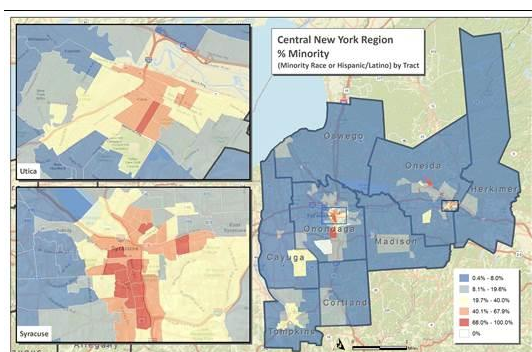 Central New York Region
% Minority
(Minority Race or Hispanic/Latino) by Tract
Utica
Syracuse
Oswego
Oneida
Herkimer
Onondaga
Madison
Cayuga
Cortland
Tompkins
0.4% - 8.0%
8.1% - 19.6%
19.7% - 40.0%
40.1% - 67.9%
68.0% - 100.0%
0%